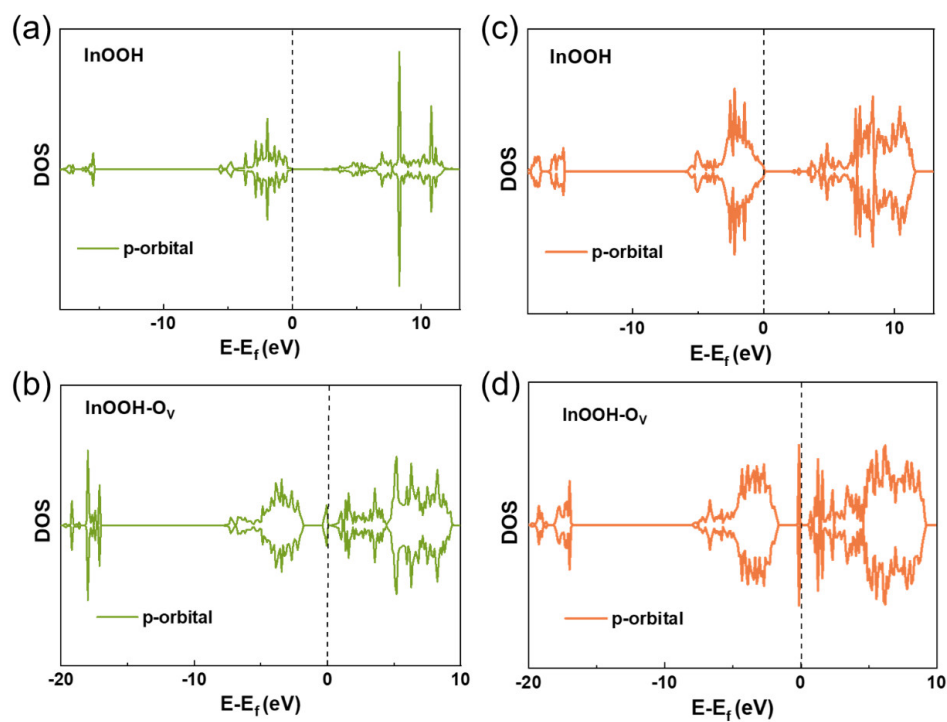 (a)
InOOH
DOS
p-orbital
-10 0 10
E-Ef (eV)
(c)
InOOH
DOS
p-orbital
-10 0 10
E-Ef (eV)
(b)
InOOH-OV
DOS
p-orbital
-20 -10 0 10
E-Ef (eV)
(d)
InOOH-OV
DOS
p-orbital
-20 -10 0 10
E-Ef (eV)